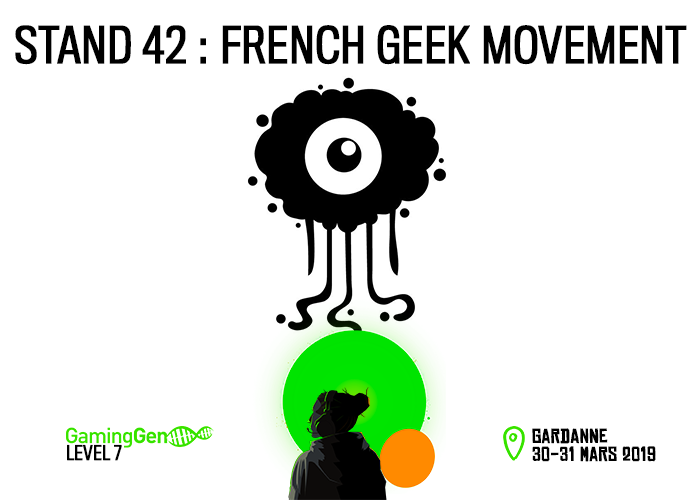 STAND 42 : FRENCH GEEK MOVEMENT
GamingGen
LEVEL 7
GARDANNE
30-31 MARS 2019